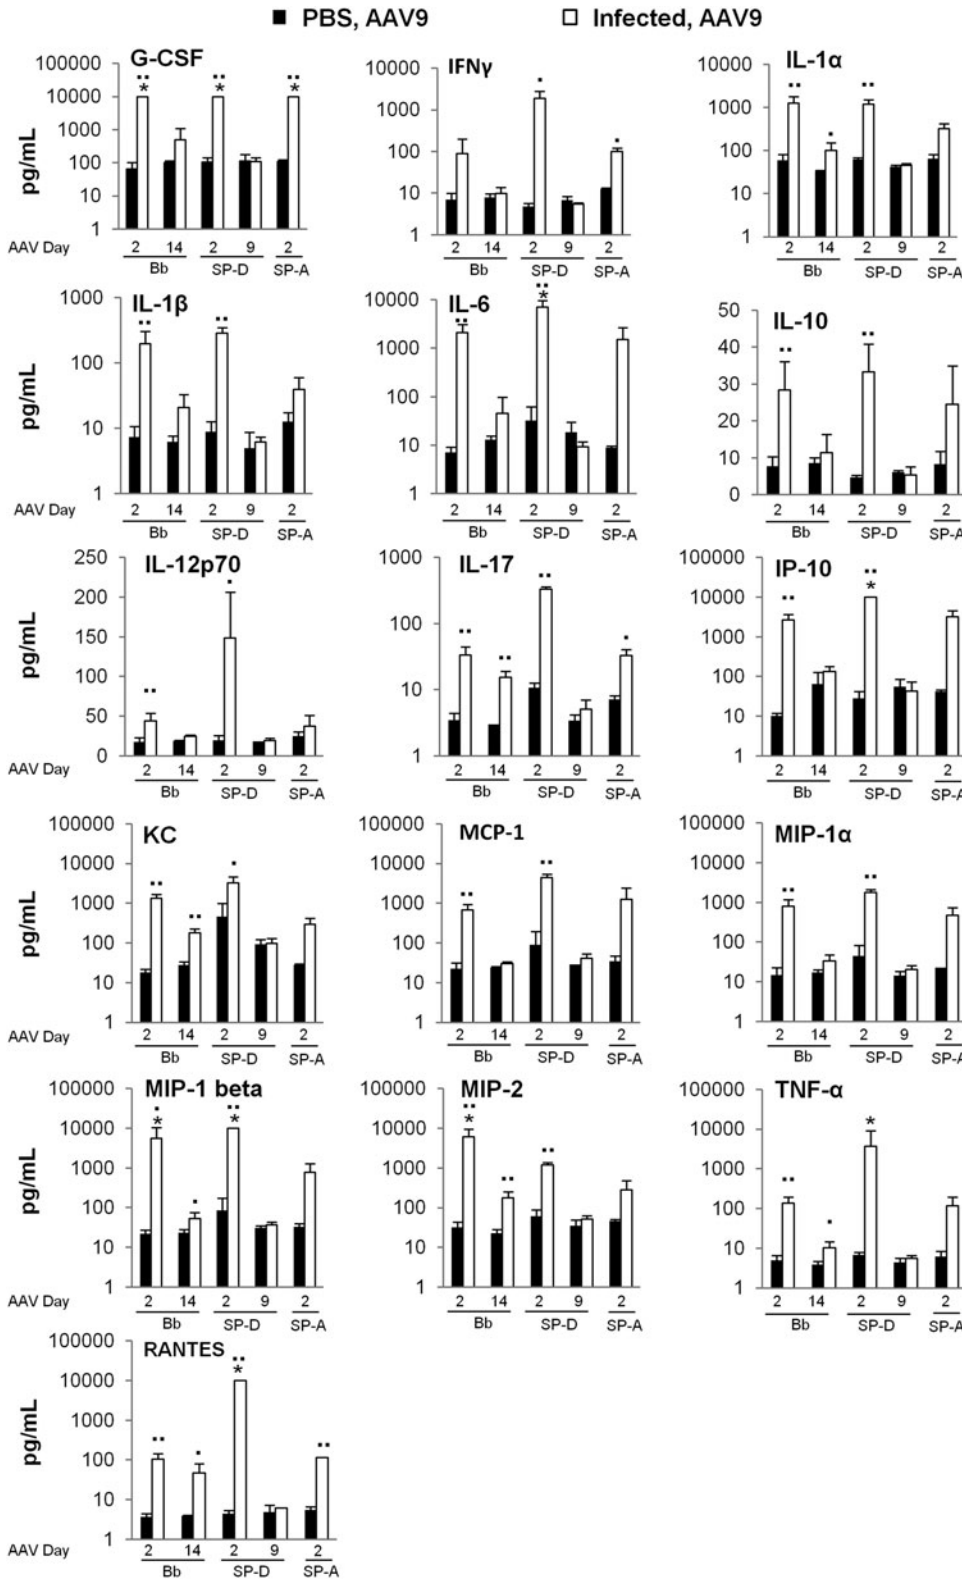 ■ PBS, AAV9 □ Infected, AAV9
G-CSF IFNγ IL-1α
pg/mL
100000 10000 1000 100 10 1
10000 1000 100 10 1
10000 1000 100 10 1
▪▪ * ▪▪ * ▪▪ *
▪ ▪
▪▪ ▪ ▪▪
AAV Day 2 14 2 9 2 2 14 2 9 2 2 14 2 9 2
Bb SP-D SP-A Bb SP-D SP-A Bb SP-D SP-A
IL-1β IL-6 IL-10
pg/mL
1000 100 10 1
10000 1000 100 10 1
50 40 30 20 10 0
▪▪ ▪▪
▪▪ ▪▪ *
▪▪ ▪▪
AAV Day 2 14 2 9 2 2 14 2 9 2 2 14 2 9 2
Bb SP-D SP-A Bb SP-D SP-A Bb SP-D SP-A
IL-12p70 IL-17 IP-10
pg/mL
250 200 150 100 50 0
1000 100 10 1
100000 10000 1000 100 10 1
▪▪ ▪
▪▪ ▪▪ ▪▪ ▪
▪▪ ▪▪ *
AAV Day 2 14 2 9 2 2 14 2 9 2 2 14 2 9 2
Bb SP-D SP-A Bb SP-D SP-A Bb SP-D SP-A
KC MCP-1 MIP-1α
pg/mL
100000 10000 1000 100 10 1
100000 10000 1000 100 10 1
100000 10000 1000 100 10 1
▪▪ ▪▪ ▪
▪▪ ▪▪
▪▪ ▪▪
AAV Day 2 14 2 9 2 2 14 2 9 2 2 14 2 9 2
Bb SP-D SP-A Bb SP-D SP-A Bb SP-D SP-A
MIP-1 beta MIP-2 TNF-α
pg/mL
100000 10000 1000 100 10 1
100000 10000 1000 100 10 1
100000 10000 1000 100 10 1
▪ * ▪ ▪▪ *
▪▪ * ▪▪ ▪▪
▪▪ ▪ *
AAV Day 2 14 2 9 2 2 14 2 9 2 2 14 2 9 2
Bb SP-D SP-A Bb SP-D SP-A Bb SP-D SP-A
RANTES
pg/mL
100000 10000 1000 100 10 1
▪▪ ▪ ▪▪ * ▪▪
AAV Day 2 14 2 9 2
Bb SP-D SP-A